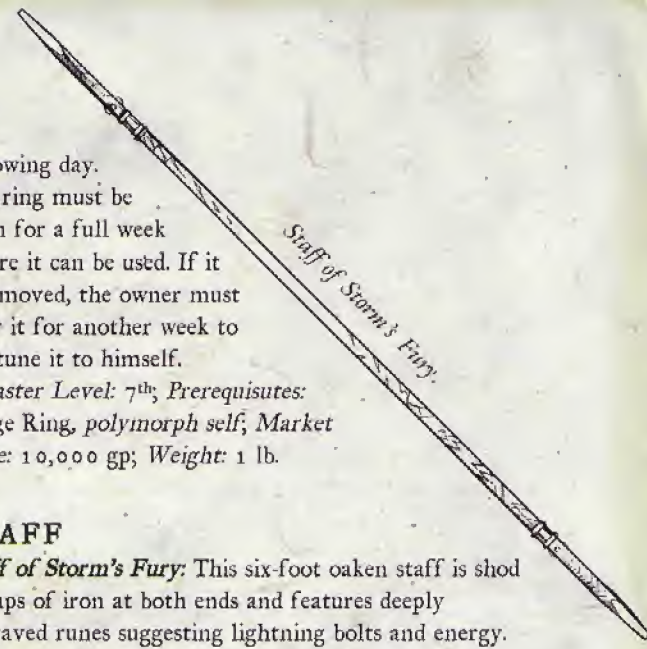 owing day.
ring must be
n for a full week
re it can be used. If it
moved, the owner must
r it for another week to
tune it to himself.
aster Level: 7th; Prerequisutes:
ge Ring, polymorph self; Market
e: 10,000 gp; Weight: 1 lb.
Staff of Storm's Fury.
AFF
ff of Storm's Fury: This six-foot oaken staff is shod
aps of iron at both ends and features deeply
raved runes suggesting lightning bolts and energy.